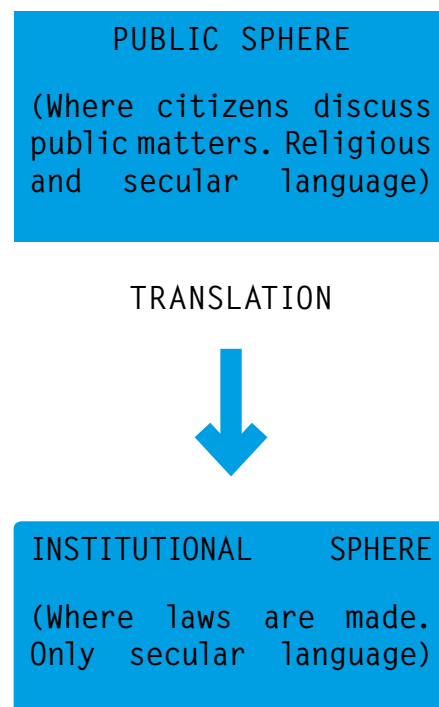 PUBLIC SPHERE
(Where citizens discuss
public matters. Religious
and secular language)
TRANSLATION
INSTITUTIONAL SPHERE
(Where laws are made.
Only secular language)